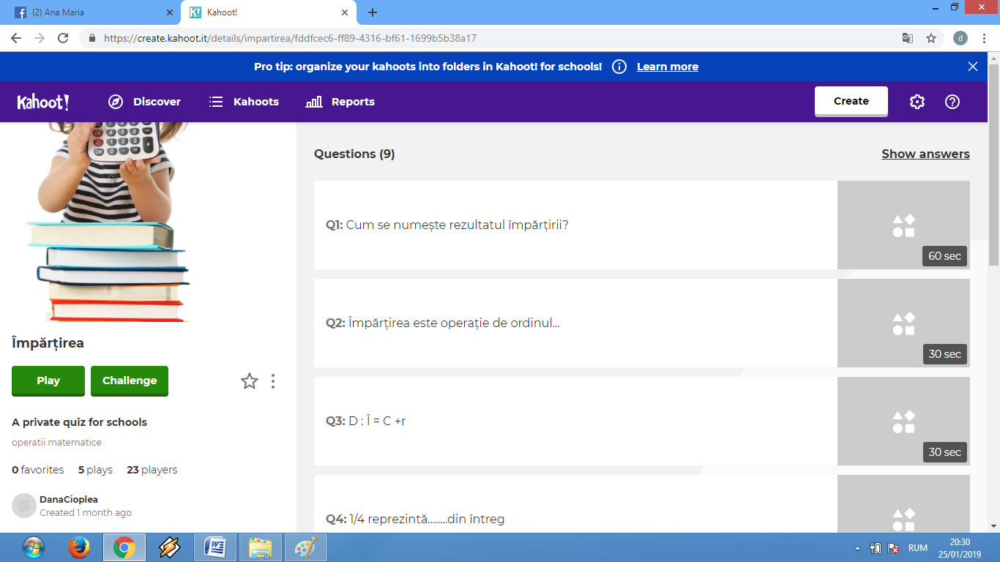 (2) Ana Maria
Kahoot!
https://create.kahoot.it/details/impartirea/fddfcec6-ff89-4316-bf61-1699b5b38a17
d
Pro tip: organize your kahoots into folders in Kahoot! for schools!
Learn more
Kahoot!
Discover
Kahoots
Reports
Create
Împărțirea
Play
Challenge
A private quiz for schools
operatii matematice
0 favorites 5 plays 23 players
DanaCioplea
Created 1 month ago
Questions (9)
Show answers
Q1: Cum se numește rezultatul împărțirii?
60 sec
Q2: Împărțirea este operație de ordinul...
30 sec
Q3: D : Î = C +r
30 sec
Q4: 1/4 reprezintă........din întreg
RUM
20:30
25/01/2019